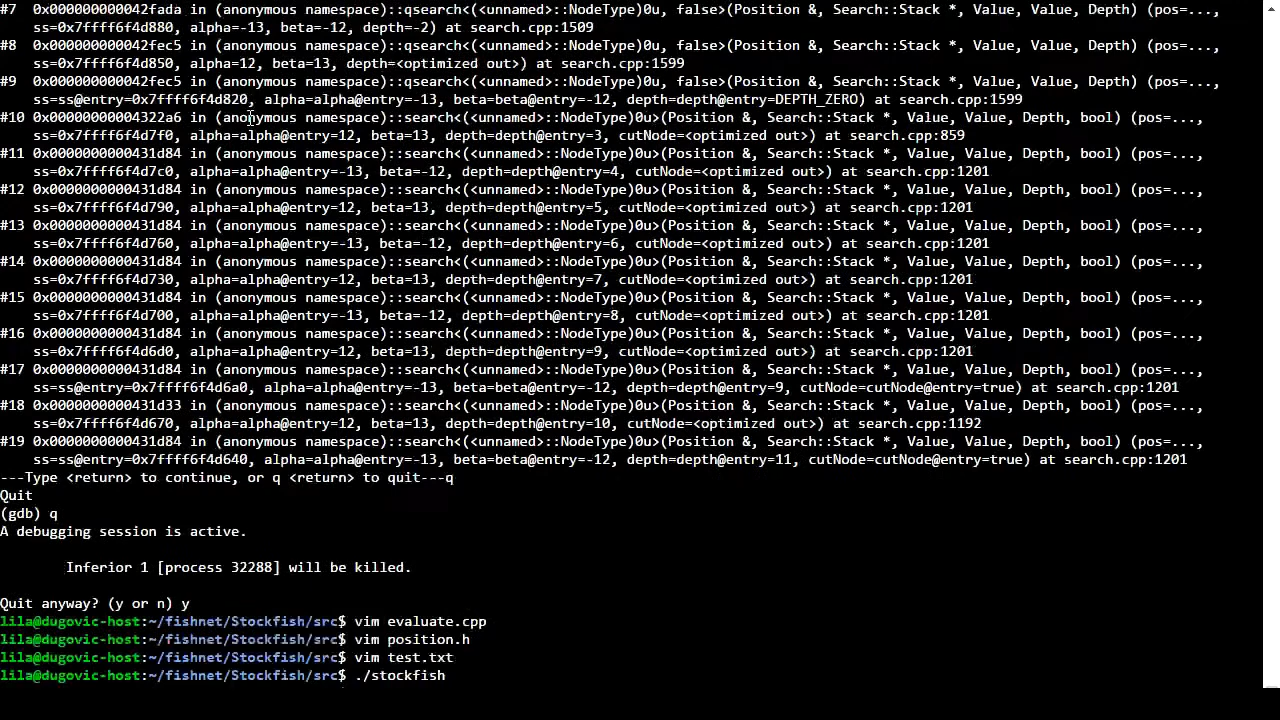 #7  0x000000000042fada in (anonymous namespace)::qsearch<(<unnamed>::NodeType)0u, false>(Position &, Search::Stack *, Value, Value, Depth) (pos=...,
    ss=0x7ffff6f4d880, alpha=-13, beta=-12, depth=-2) at search.cpp:1509
#8  0x000000000042fec5 in (anonymous namespace)::qsearch<(<unnamed>::NodeType)0u, false>(Position &, Search::Stack *, Value, Value, Depth) (pos=...,
    ss=0x7ffff6f4d850, alpha=12, beta=13, depth=<optimized out>) at search.cpp:1599
#9  0x000000000042fec5 in (anonymous namespace)::qsearch<(<unnamed>::NodeType)0u, false>(Position &, Search::Stack *, Value, Value, Depth) (pos=...,
    ss=ss@entry=0x7ffff6f4d820, alpha=alpha@entry=-13, beta=beta@entry=-12, depth=depth@entry=DEPTH_ZERO) at search.cpp:1599
#10 0x00000000004322a6 in (anonymous namespace)::search<(<unnamed>::NodeType)0u>(Position &, Search::Stack *, Value, Value, Depth, bool) (pos=...,
    ss=0x7ffff6f4d7f0, alpha=alpha@entry=12, beta=13, depth=depth@entry=3, cutNode=<optimized out>) at search.cpp:859
#11 0x0000000000431d84 in (anonymous namespace)::search<(<unnamed>::NodeType)0u>(Position &, Search::Stack *, Value, Value, Depth, bool) (pos=...,
    ss=0x7ffff6f4d7c0, alpha=alpha@entry=-13, beta=-12, depth=depth@entry=4, cutNode=<optimized out>) at search.cpp:1201
#12 0x0000000000431d84 in (anonymous namespace)::search<(<unnamed>::NodeType)0u>(Position &, Search::Stack *, Value, Value, Depth, bool) (pos=...,
    ss=0x7ffff6f4d790, alpha=alpha@entry=12, beta=13, depth=depth@entry=5, cutNode=<optimized out>) at search.cpp:1201
#13 0x0000000000431d84 in (anonymous namespace)::search<(<unnamed>::NodeType)0u>(Position &, Search::Stack *, Value, Value, Depth, bool) (pos=...,
    ss=0x7ffff6f4d760, alpha=alpha@entry=-13, beta=-12, depth=depth@entry=6, cutNode=<optimized out>) at search.cpp:1201
#14 0x0000000000431d84 in (anonymous namespace)::search<(<unnamed>::NodeType)0u>(Position &, Search::Stack *, Value, Value, Depth, bool) (pos=...,
    ss=0x7ffff6f4d730, alpha=alpha@entry=12, beta=13, depth=depth@entry=7, cutNode=<optimized out>) at search.cpp:1201
#15 0x0000000000431d84 in (anonymous namespace)::search<(<unnamed>::NodeType)0u>(Position &, Search::Stack *, Value, Value, Depth, bool) (pos=...,
    ss=0x7ffff6f4d700, alpha=alpha@entry=-13, beta=-12, depth=depth@entry=8, cutNode=<optimized out>) at search.cpp:1201
#16 0x0000000000431d84 in (anonymous namespace)::search<(<unnamed>::NodeType)0u>(Position &, Search::Stack *, Value, Value, Depth, bool) (pos=...,
    ss=0x7ffff6f4d6d0, alpha=alpha@entry=12, beta=13, depth=depth@entry=9, cutNode=<optimized out>) at search.cpp:1201
#17 0x0000000000431d84 in (anonymous namespace)::search<(<unnamed>::NodeType)0u>(Position &, Search::Stack *, Value, Value, Depth, bool) (pos=...,
    ss=ss@entry=0x7ffff6f4d6a0, alpha=alpha@entry=-13, beta=beta@entry=-12, depth=depth@entry=9, cutNode=cutNode@entry=true) at search.cpp:1201
#18 0x0000000000431d33 in (anonymous namespace)::search<(<unnamed>::NodeType)0u>(Position &, Search::Stack *, Value, Value, Depth, bool) (pos=...,
    ss=0x7ffff6f4d670, alpha=alpha@entry=12, beta=13, depth=depth@entry=10, cutNode=<optimized out>) at search.cpp:1192
#19 0x0000000000431d84 in (anonymous namespace)::search<(<unnamed>::NodeType)0u>(Position &, Search::Stack *, Value, Value, Depth, bool) (pos=...,
    ss=ss@entry=0x7ffff6f4d640, alpha=alpha@entry=-13, beta=beta@entry=-12, depth=depth@entry=11, cutNode=cutNode@entry=true) at search.cpp:1201
---Type <return> to continue, or q <return> to quit---q
Quit
(gdb) q
A debugging session is active.
        Inferior 1 [process 32288] will be killed.
Quit anyway? (y or n) y
lila@dugovic-host:~/fishnet/Stockfish/src$ vim evaluate.cpp
lila@dugovic-host:~/fishnet/Stockfish/src$ vim position.h
lila@dugovic-host:~/fishnet/Stockfish/src$ vim test.txt
lila@dugovic-host:~/fishnet/Stockfish/src$ ./stockfish